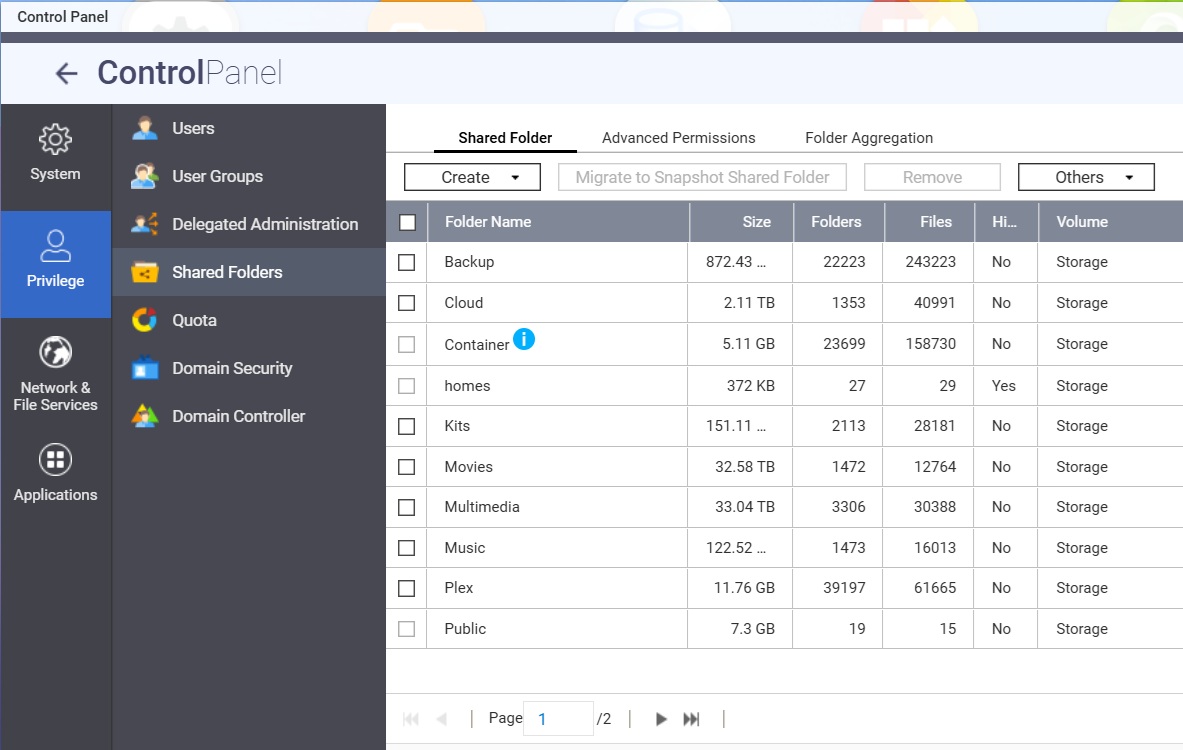 Control Panel
ControlPanel
System
Privilege
Network &
File Services
Applications
Users
User Groups
Delegated Administration
Shared Folders
Quota
Domain Security
Domain Controller
Shared Folder Advanced Permissions Folder Aggregation
Create Migrate to Snapshot Shared Folder Remove Others
Folder Name Size Folders Files Hi... Volume
Backup 872.43 ... 22223 243223 No Storage
Cloud 2.11 TB 1353 40991 No Storage
Container i 5.11 GB 23699 158730 No Storage
homes 372 KB 27 29 Yes Storage
Kits 151.11 ... 2113 28181 No Storage
Movies 32.58 TB 1472 12764 No Storage
Multimedia 33.04 TB 3306 30388 No Storage
Music 122.52 ... 1473 16013 No Storage
Plex 11.76 GB 39197 61665 No Storage
Public 7.3 GB 19 15 No Storage
Page 1 /2